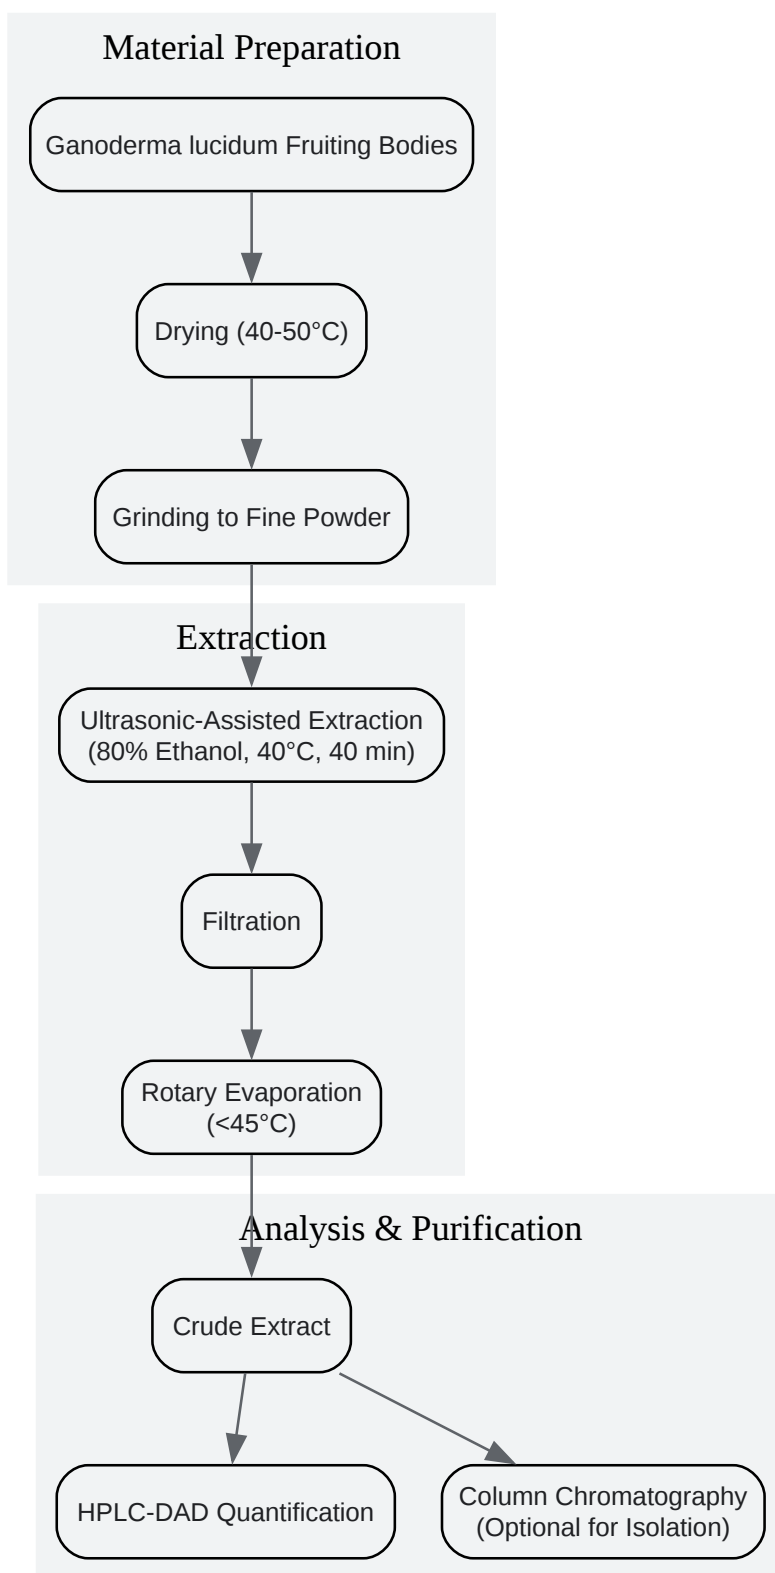 Material Preparation
Ganoderma lucidum Fruiting Bodies
Drying (40-50°C)
Grinding to Fine Powder
Extraction
Ultrasonic-Assisted Extraction
(80% Ethanol, 40°C, 40 min)
Filtration
Rotary Evaporation
(<45°C)
Analysis & Purification
Crude Extract
HPLC-DAD Quantification
Column Chromatography
(Optional for Isolation)